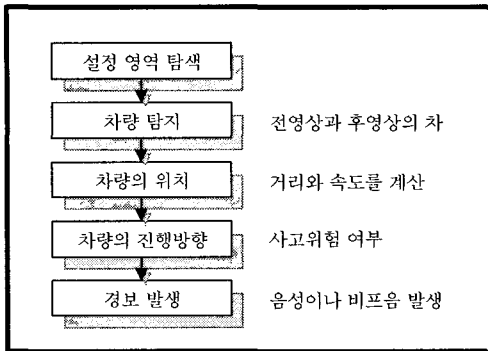 설정 영역 탐색
차량 탐지 전영상과 후영상의 차
차량의 위치 거리와 속도를 계산
차량의 진행방향 사고위험 여부
경보 발생 음성이나 비프음 발생